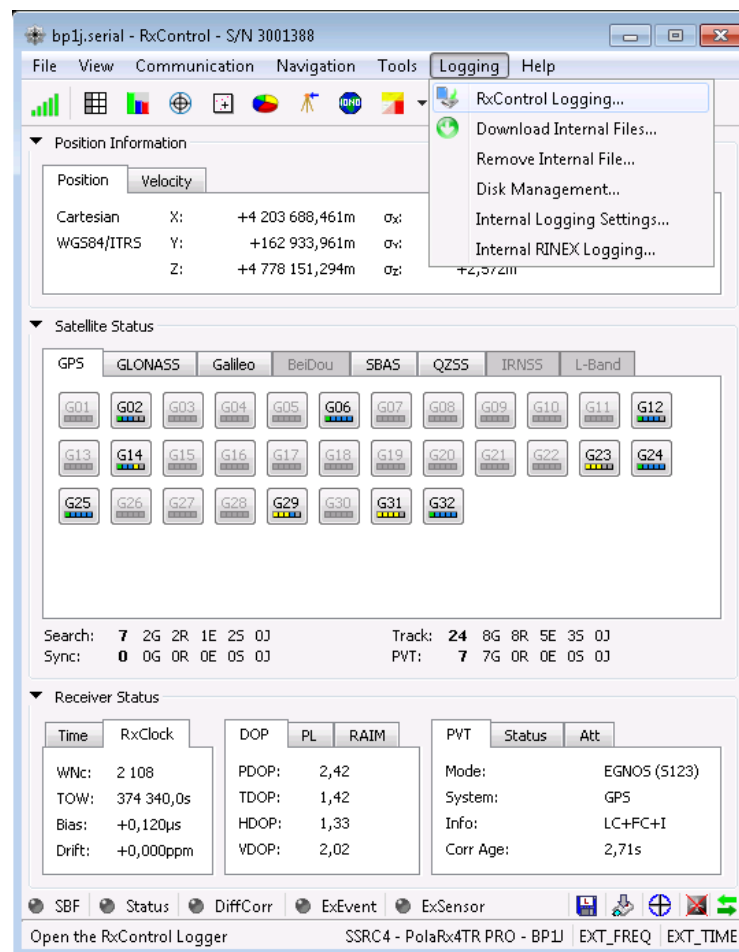 bp1j.serial - RxControl - S/N 3001388
File View Communication Navigation Tools Logging Help
RxControl Logging...
Download Internal Files...
Remove Internal File...
Disk Management...
Internal Logging Settings...
Internal RINEX Logging...
Position Information
Position Velocity
Cartesian X: +4 203 688,461m σx:
WGS84/ITRS Y: +162 933,961m σy:
Z: +4 778 151,294m σz: +2,572m
Satellite Status
GPS GLONASS Galileo BeiDou SBAS QZSS IRNSS L-Band
G01 G02 G03 G04 G05 G06 G07 G08 G09 G10 G11 G12
G13 G14 G15 G16 G17 G18 G19 G20 G21 G22 G23 G24
G25 G26 G27 G28 G29 G30 G31 G32
Search: 7 2G 2R 1E 2S 0J Track: 24 8G 8R 5E 3S 0J
Sync: 0 0G 0R 0E 0S 0J PVT: 7 7G 0R 0E 0S 0J
Receiver Status
Time RxClock DOP PL RAIM PVT Status Att
WNc: 2 108 PDOP: 2,42 Mode: EGNOS (S123)
TOW: 374 340,0s TDOP: 1,42 System: GPS
Bias: +0,120µs HDOP: 1,33 Info: LC+FC+I
Drift: +0,000ppm VDOP: 2,02 Corr Age: 2,71s
SBF Status DiffCorr ExEvent ExSensor
Open the RxControl Logger SSRC4 - PolaRx4TR PRO - BP1J EXT_FREQ EXT_TIME